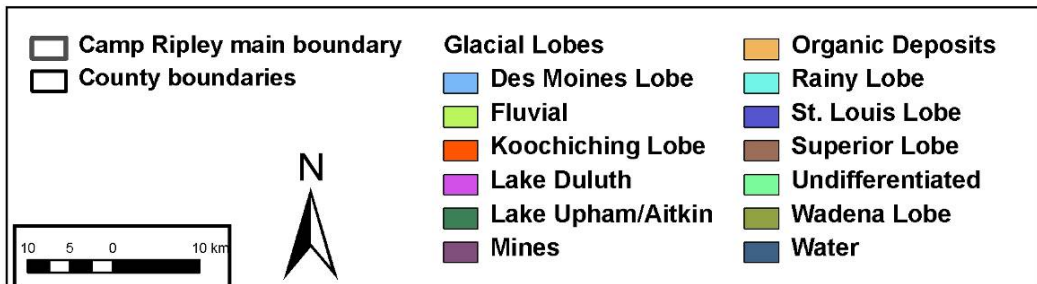 Camp Ripley main boundary
County boundaries
N
10 5 0 10 km
Glacial Lobes
Des Moines Lobe
Fluvial
Koochiching Lobe
Lake Duluth
Lake Upham/Aitkin
Mines
Organic Deposits
Rainy Lobe
St. Louis Lobe
Superior Lobe
Undifferentiated
Wadena Lobe
Water